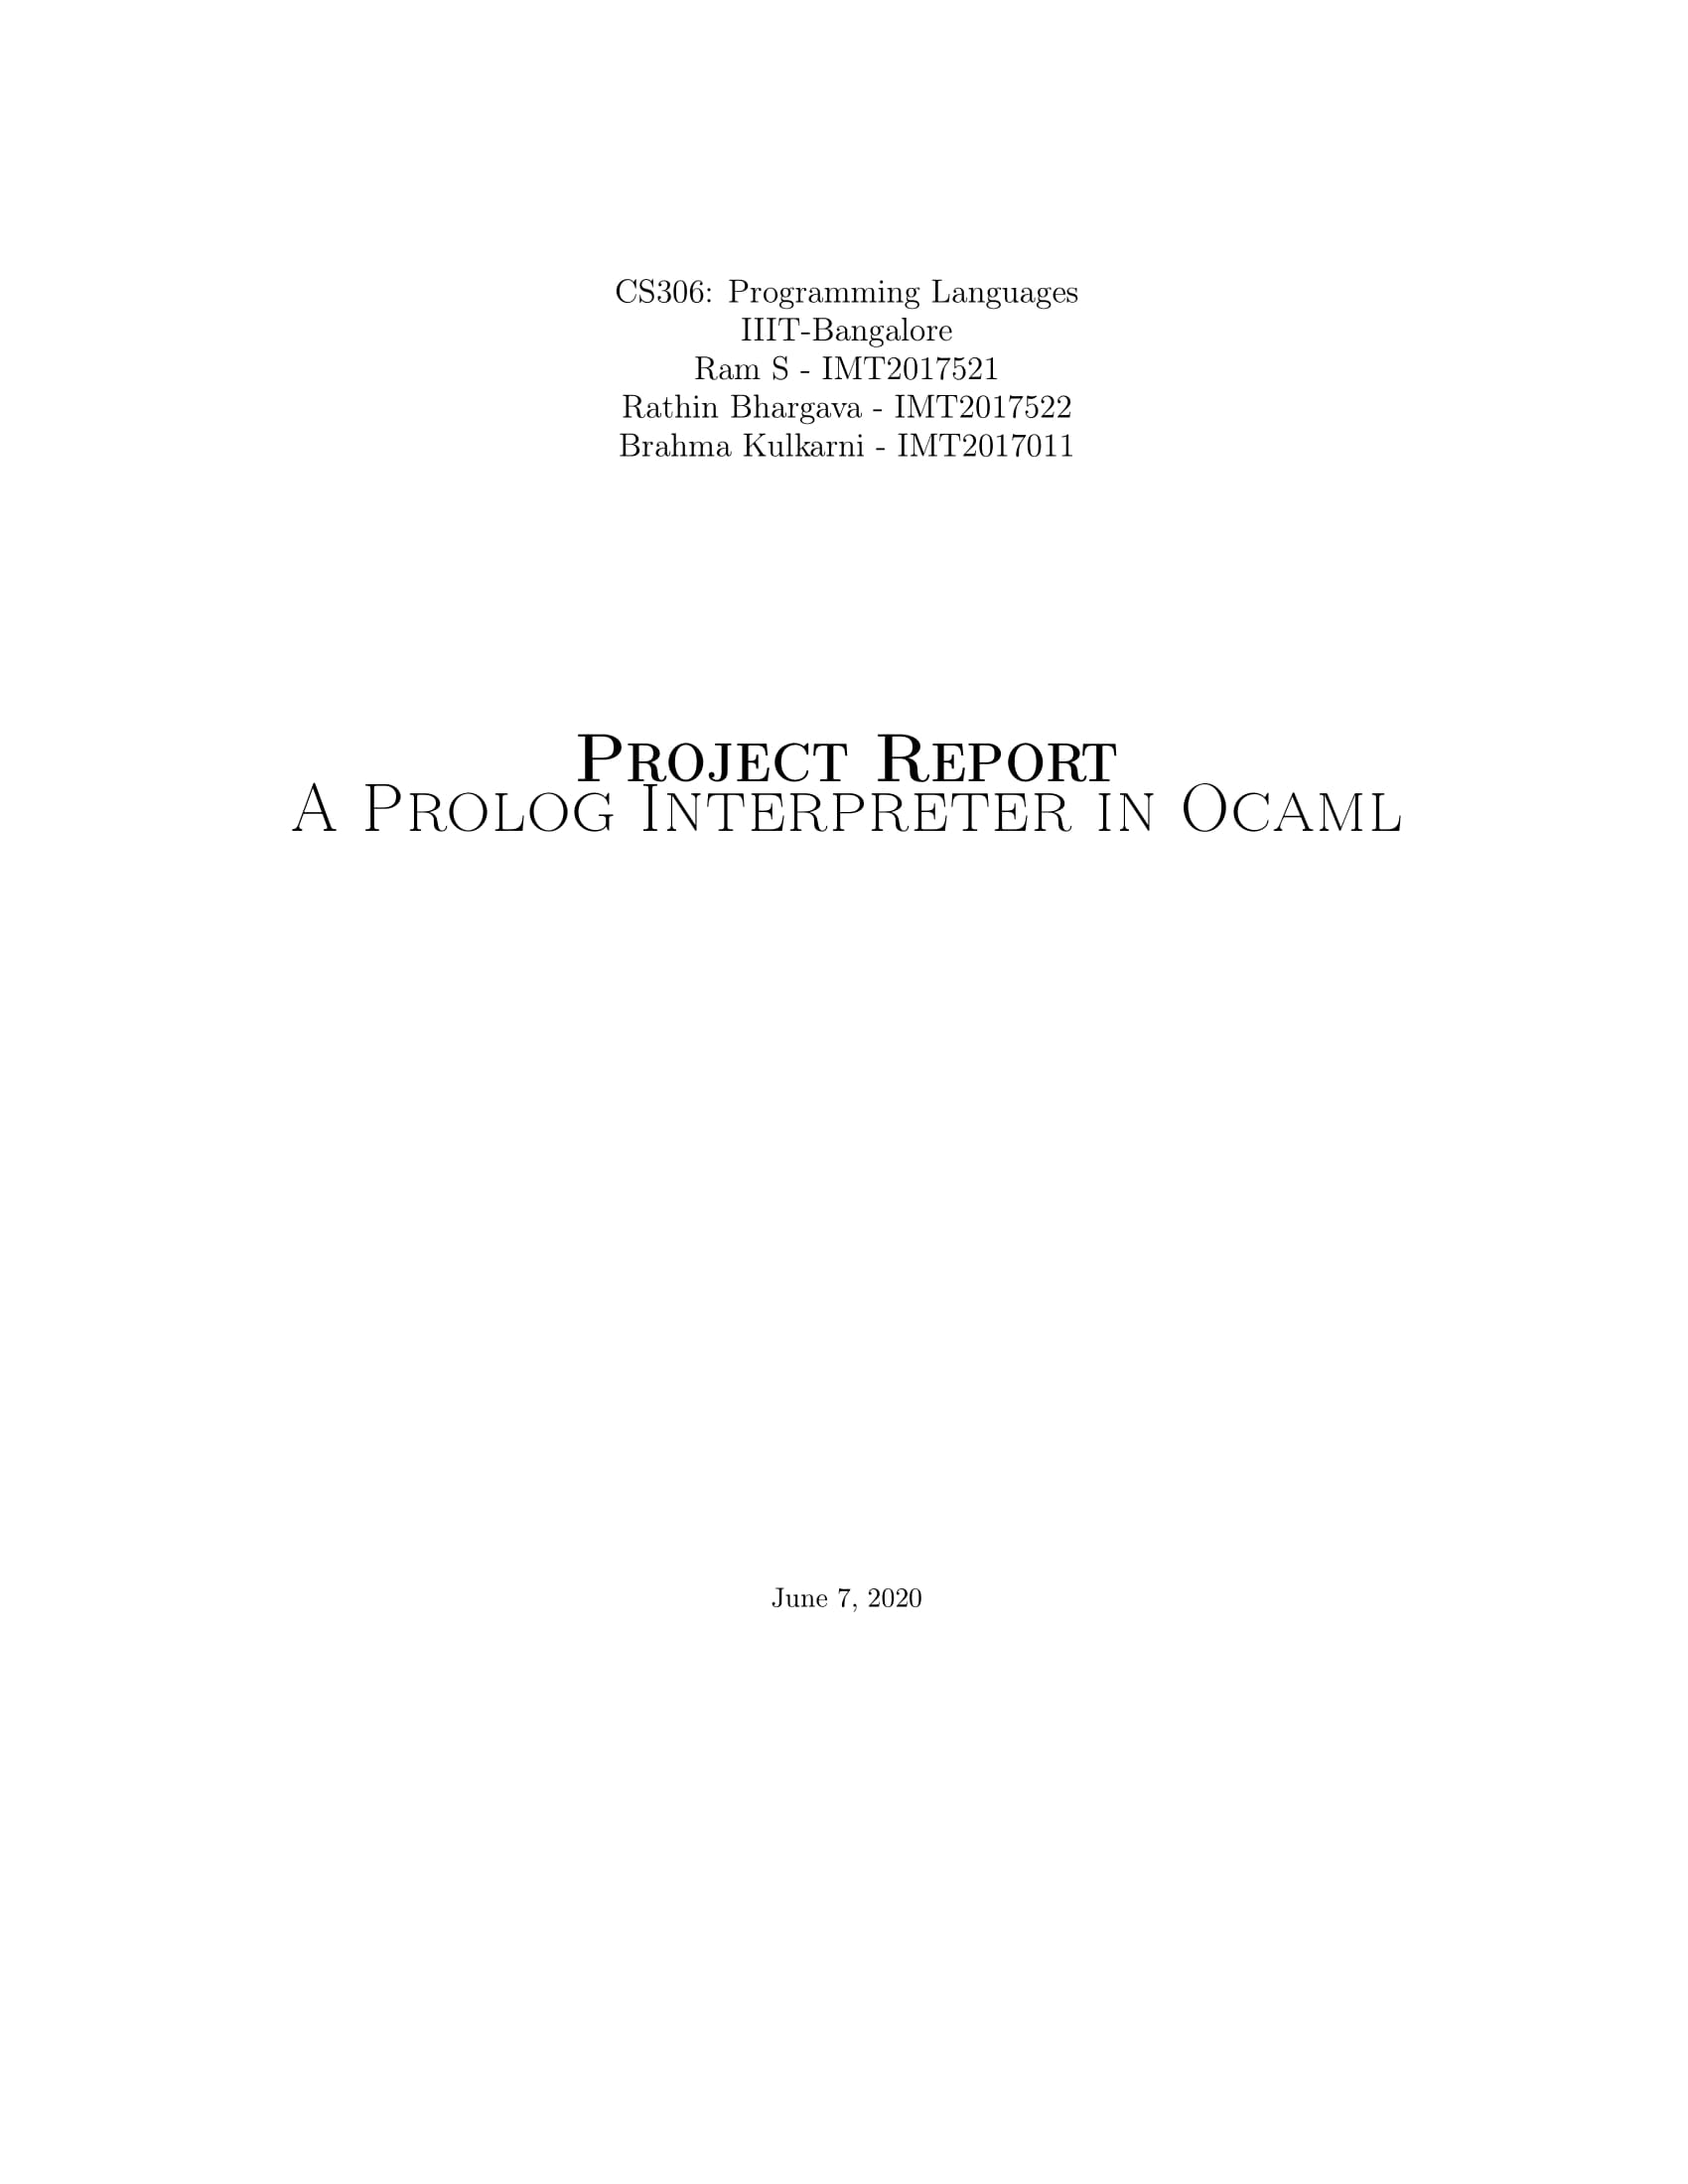 CS306: Programming Languages
IIIT-Bangalore
Ram S - IMT2017521
Rathin Bhargava - IMT2017522
Brahma Kulkarni - IMT2017011
Project Report
A Prolog Interpreter in Ocaml
June 7, 2020